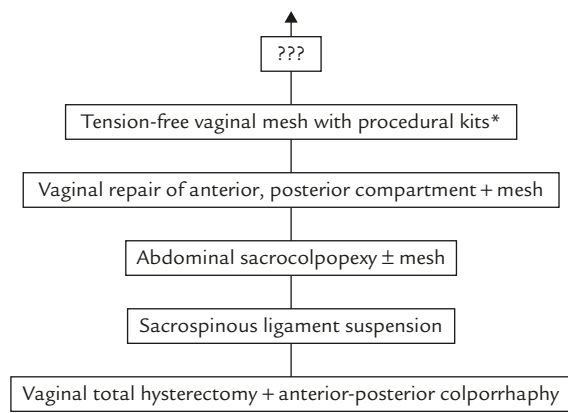 ???
Tension-free vaginal mesh with procedural kits*
Vaginal repair of anterior, posterior compartment + mesh
Abdominal sacrocolpopexy ± mesh
Sacrospinous ligament suspension
Vaginal total hysterectomy + anterior-posterior colporrhaphy